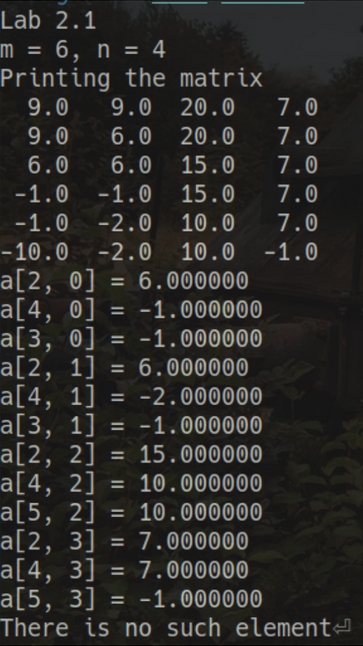 Lab 2.1
m = 6, n = 4
Printing the matrix
9.0 9.0 20.0 7.0
9.0 6.0 20.0 7.0
6.0 6.0 15.0 7.0
-1.0 -1.0 15.0 7.0
-1.0 -2.0 10.0 7.0
-10.0 -2.0 10.0 -1.0
a[2, 0] = 6.000000
a[4, 0] = -1.000000
a[3, 0] = -1.000000
a[2, 1] = 6.000000
a[4, 1] = -2.000000
a[3, 1] = -1.000000
a[2, 2] = 15.000000
a[4, 2] = 10.000000
a[5, 2] = 10.000000
a[2, 3] = 7.000000
a[4, 3] = 7.000000
a[5, 3] = -1.000000
There is no such element⏎